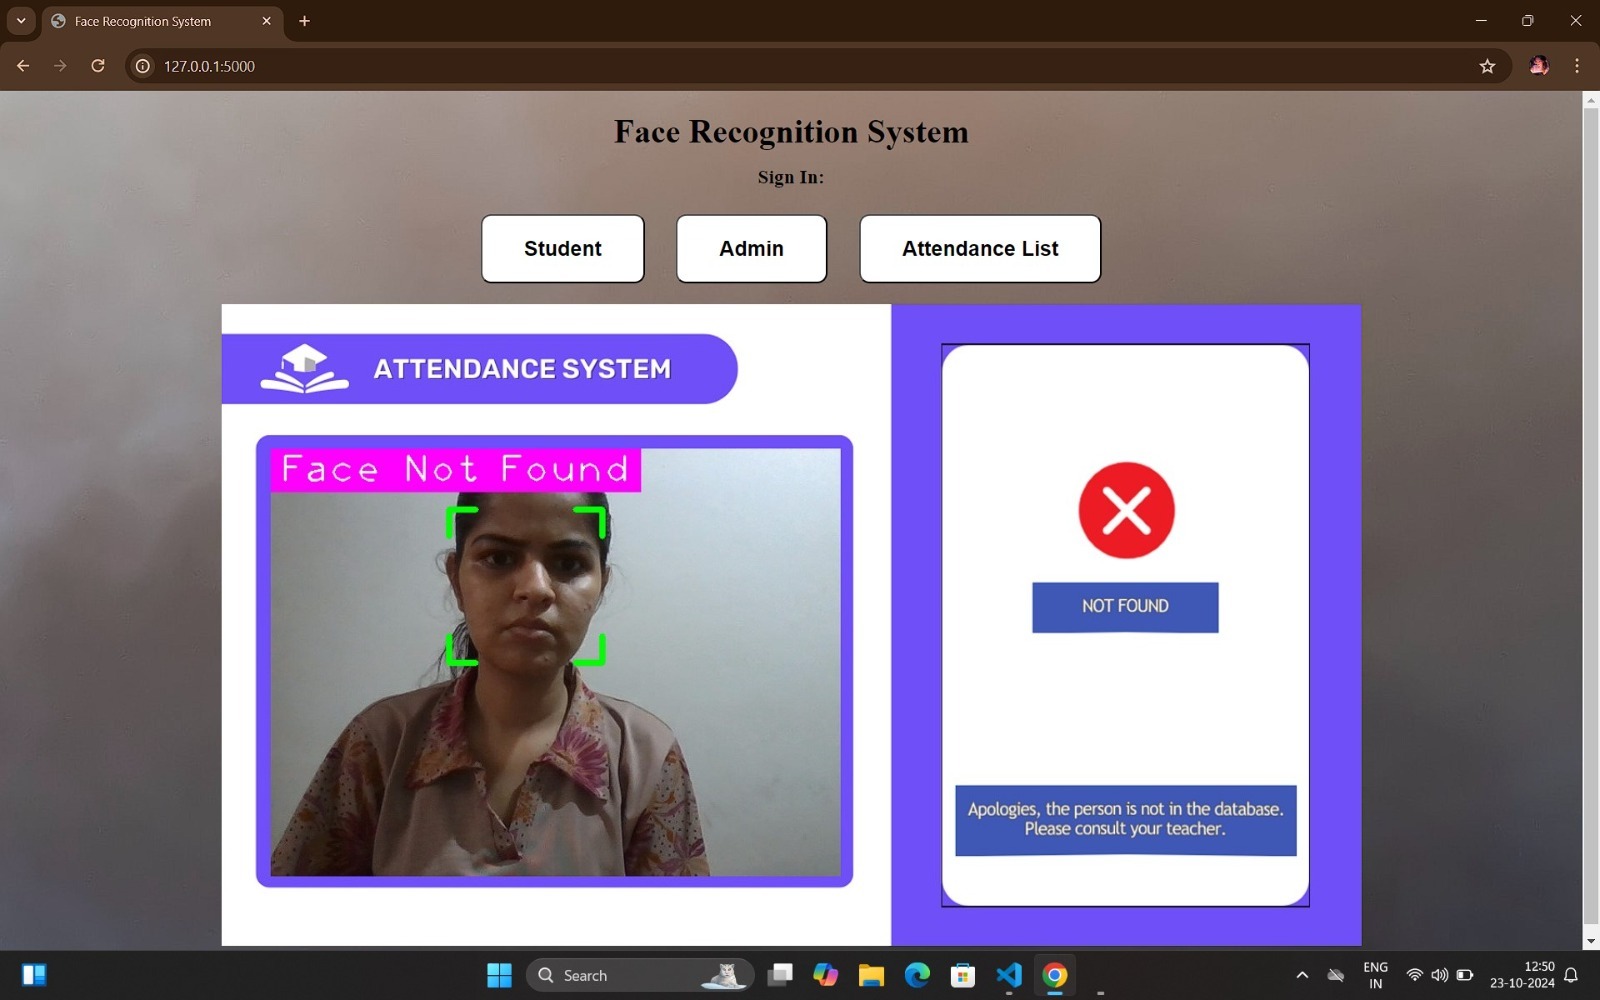 Face Recognition System
127.0.0.1:5000
Face Recognition System
Sign In:
Student
Admin
Attendance List
ATTENDANCE SYSTEM
Face Not Found
NOT FOUND
Apologies, the person is not in the database.
Please consult your teacher.
Search
ENG
IN
12:50
23-10-2024